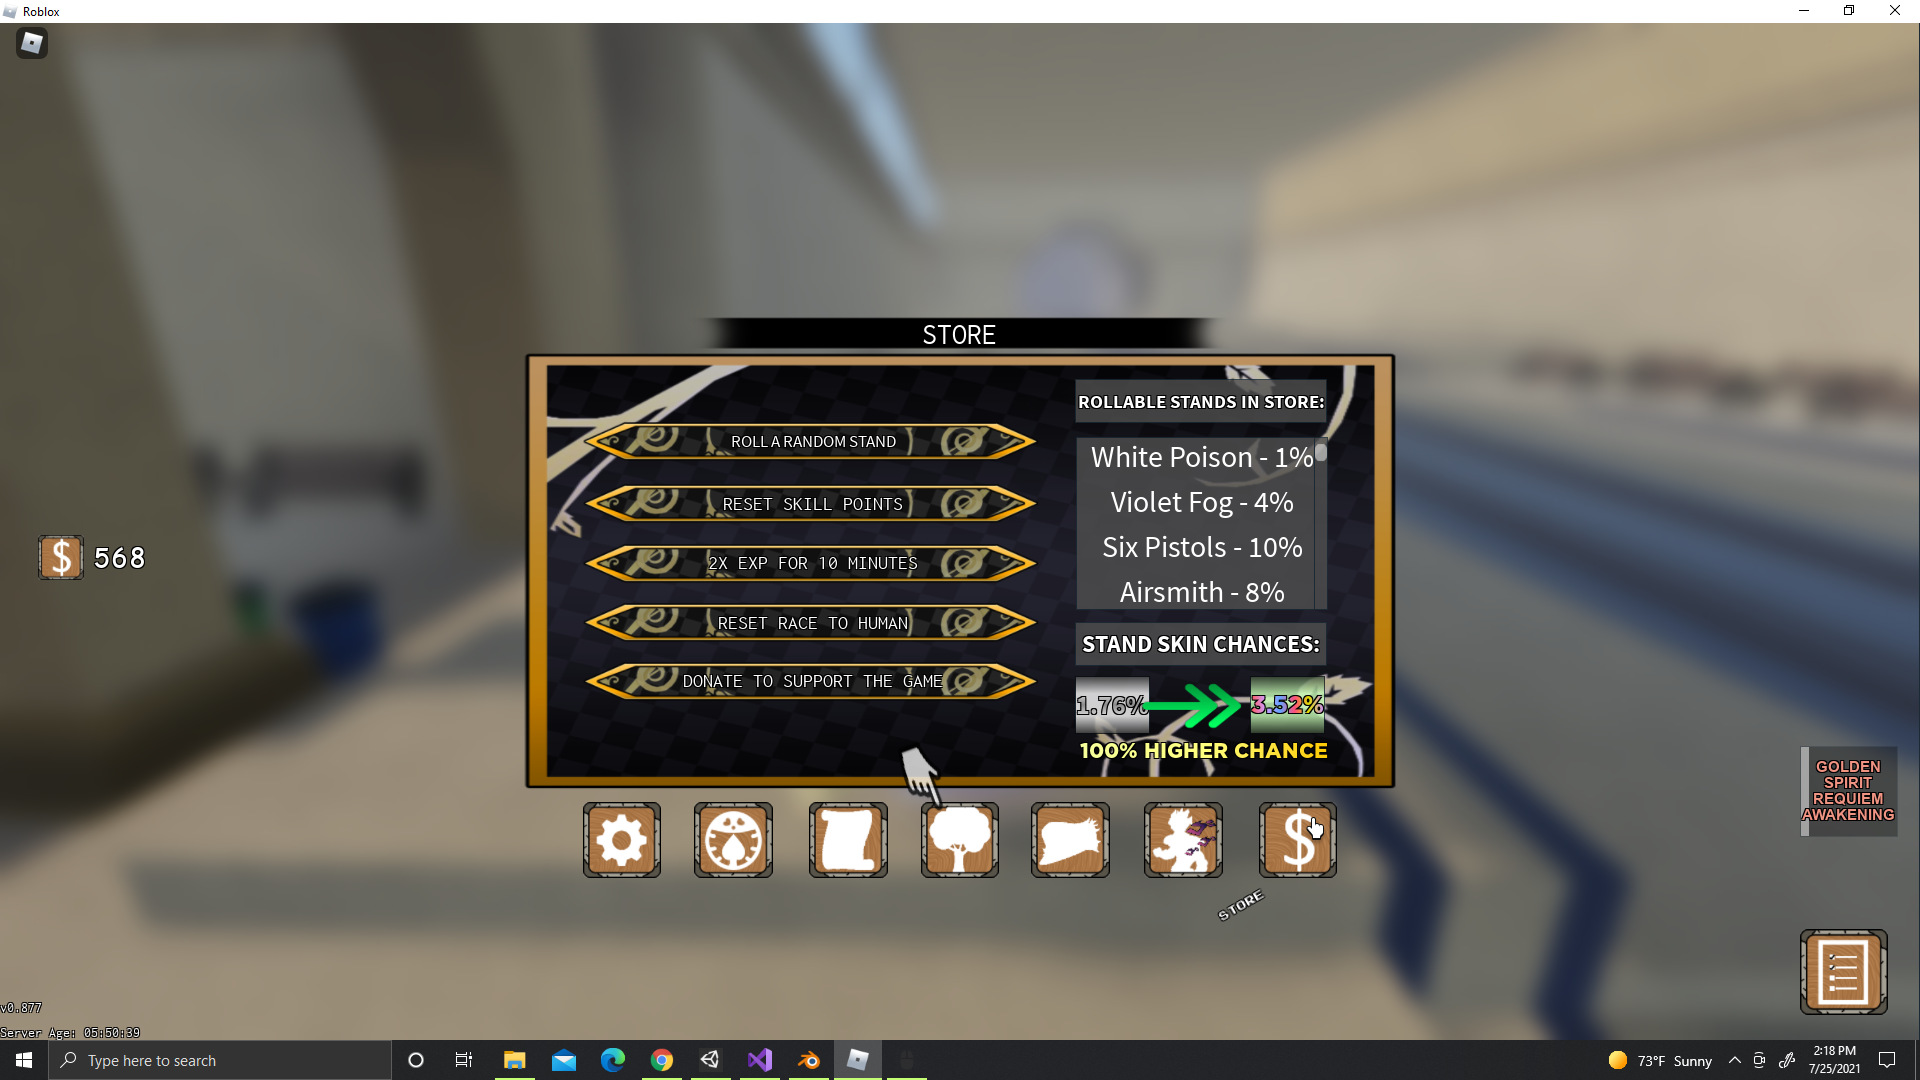 Roblox
STORE
ROLL A RANDOM STAND
RESET SKILL POINTS
2X EXP FOR 10 MINUTES
RESET RACE TO HUMAN
DONATE TO SUPPORT THE GAME
ROLLABLE STANDS IN STORE:
White Poison - 1%
Violet Fog - 4%
Six Pistols - 10%
Airsmith - 8%
STAND SKIN CHANCES:
1.76%
3.52%
100% HIGHER CHANCE
$ 568
GOLDEN
SPIRIT
REQUIEM
AWAKENING
$
STORE
v0.877
Server Age: 05:50:39
Type here to search
73°F Sunny
2:18 PM
7/25/2021